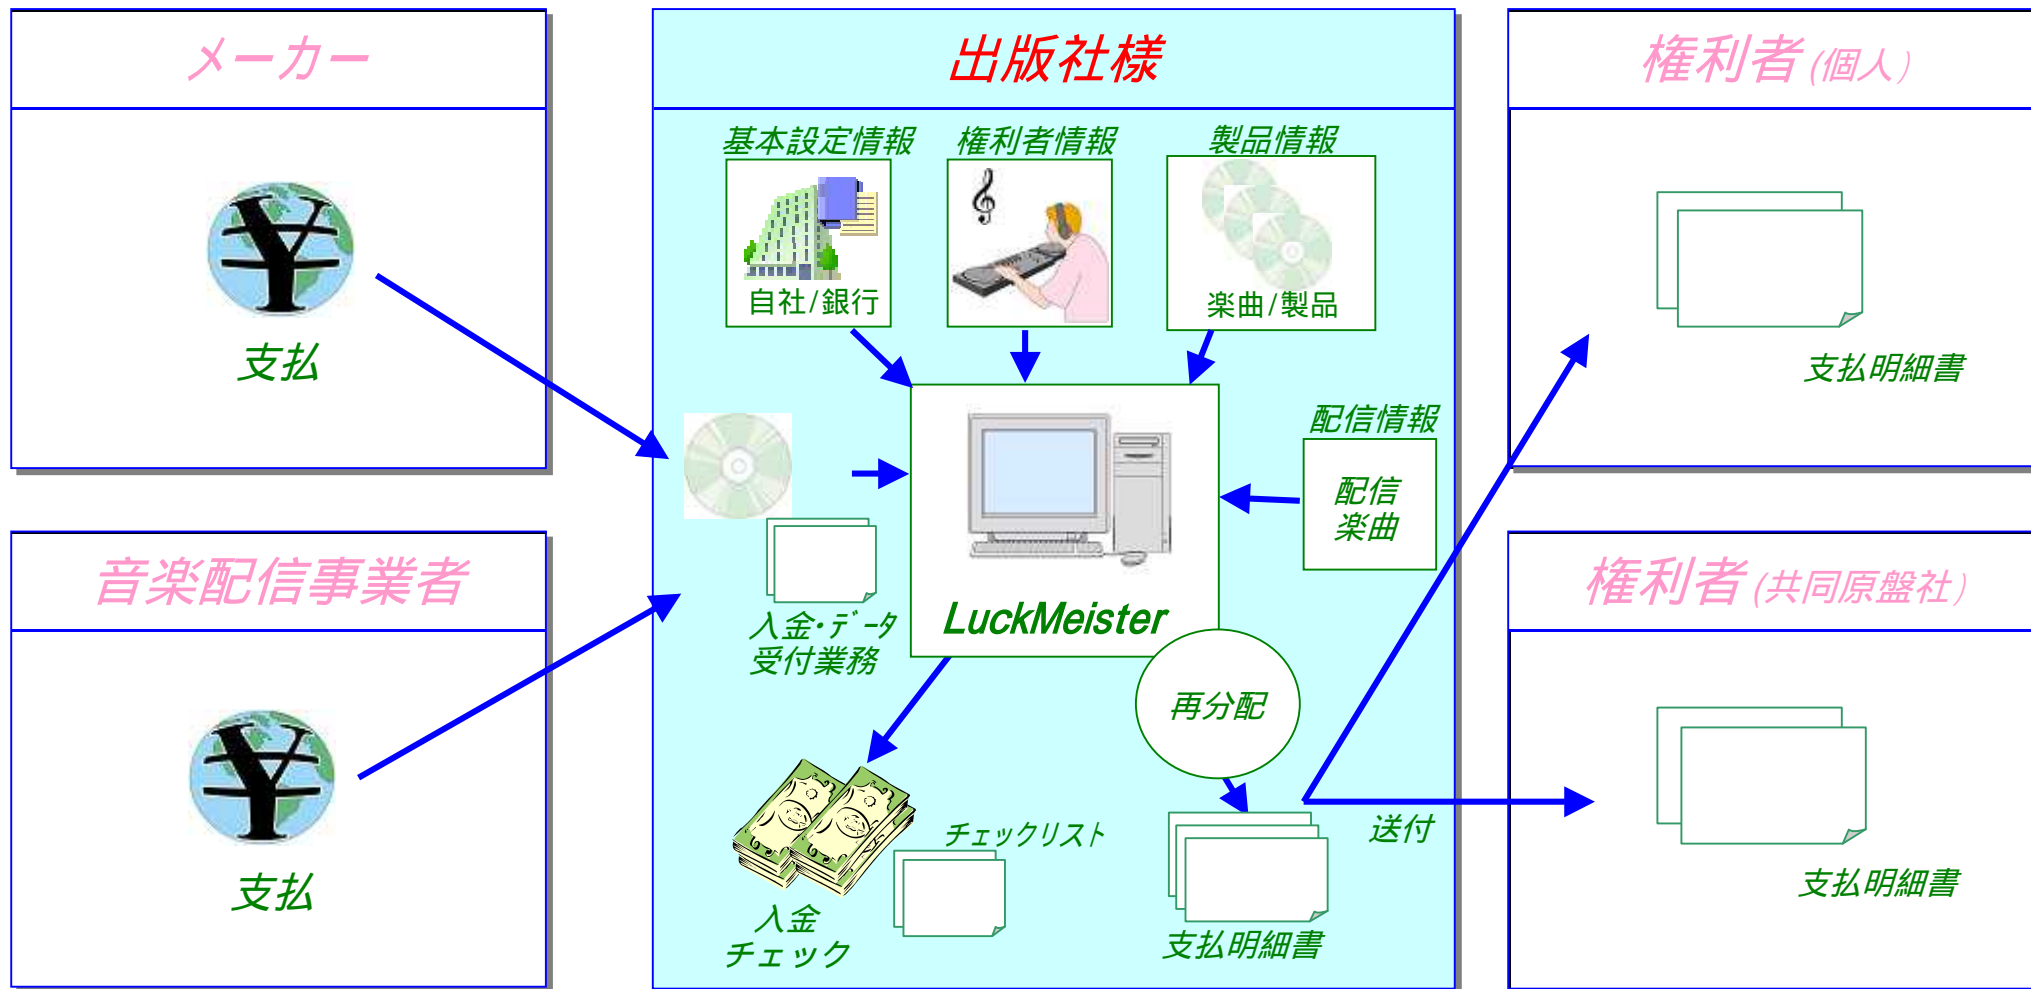 メーカー
支払
音楽配信事業者
支払
出版社様
基本設定情報
自社/銀行
権利者情報
製品情報
楽曲/製品
配信情報
配信
楽曲
入金・ﾃﾞｰﾀ
受付業務
LuckMeister
再分配
入金
チェック
チェックリスト
支払明細書
送付
権利者(個人)
支払明細書
権利者(共同原盤社)
支払明細書